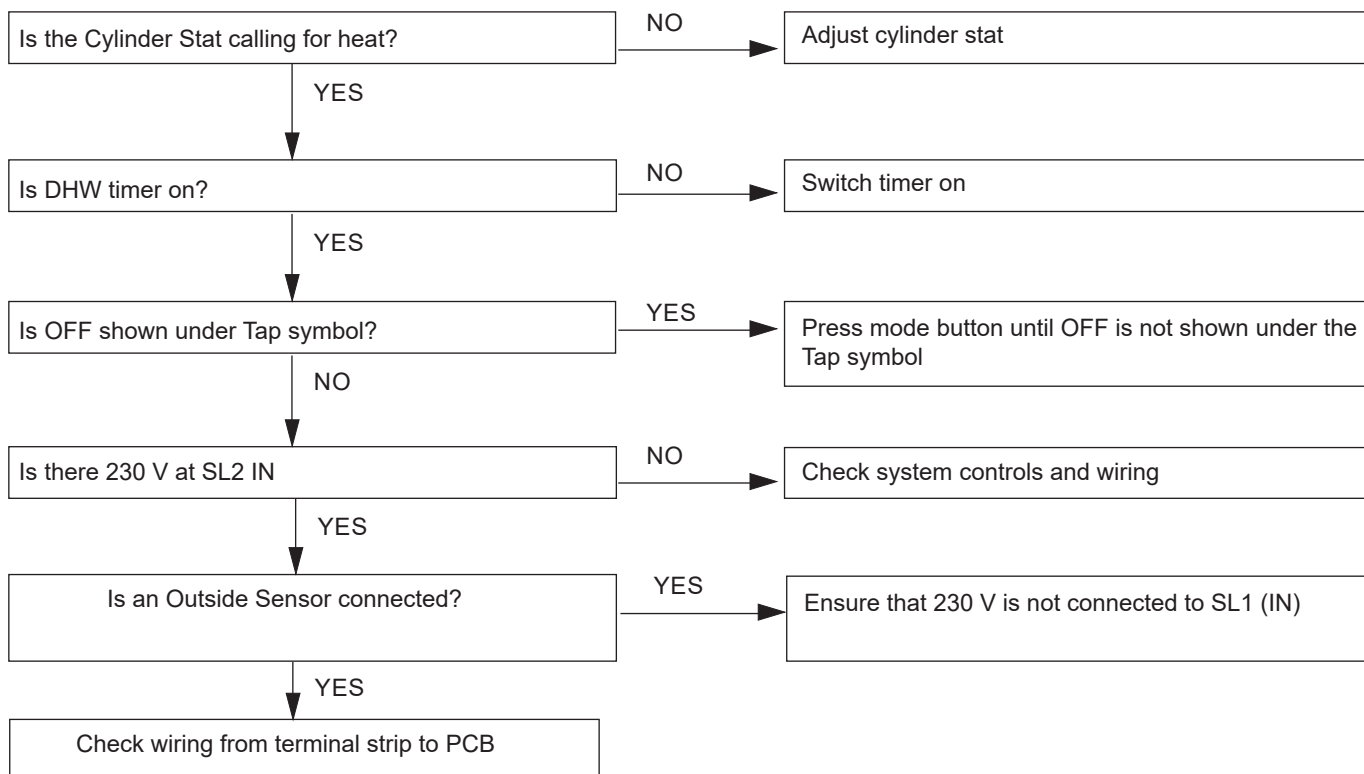 Is the Cylinder Stat calling for heat?
NO
Adjust cylinder stat
YES
Is DHW timer on?
NO
Switch timer on
YES
Is OFF shown under Tap symbol?
YES
Press mode button until OFF is not shown under the
Tap symbol
NO
Is there 230 V at SL2 IN
NO
Check system controls and wiring
YES
Is an Outside Sensor connected?
YES
Ensure that 230 V is not connected to SL1 (IN)
YES
Check wiring from terminal strip to PCB